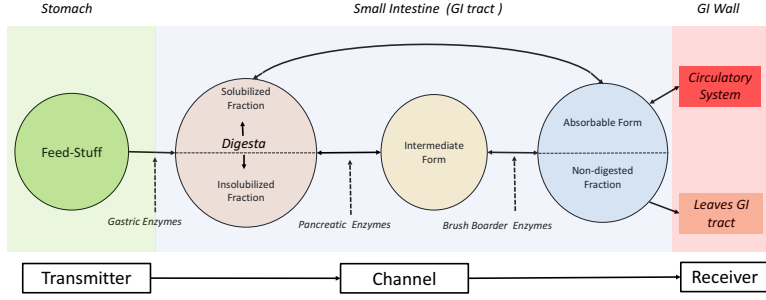 Stomach
Small Intestine (GI tract )
GI Wall
Solubilized
Fraction
Circulatory
System
Feed-Stuff
Digesta
Intermediate
Form
Absorbable Form
Non-digested
Fraction
Insolubilized
Fraction
Leaves GI
tract
Gastric Enzymes
Pancreatic Enzymes
Brush Boarder Enzymes
Transmitter
Channel
Receiver